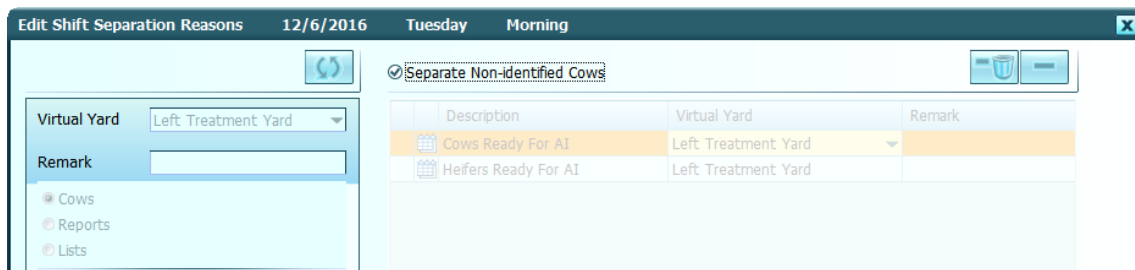 Edit Shift Separation Reasons 12/6/2016 Tuesday Morning
Separate Non-identified Cows
Virtual Yard Left Treatment Yard
Remark
Cows
Reports
Lists
Description Virtual Yard Remark
Cows Ready For AI Left Treatment Yard
Heifers Ready For AI Left Treatment Yard